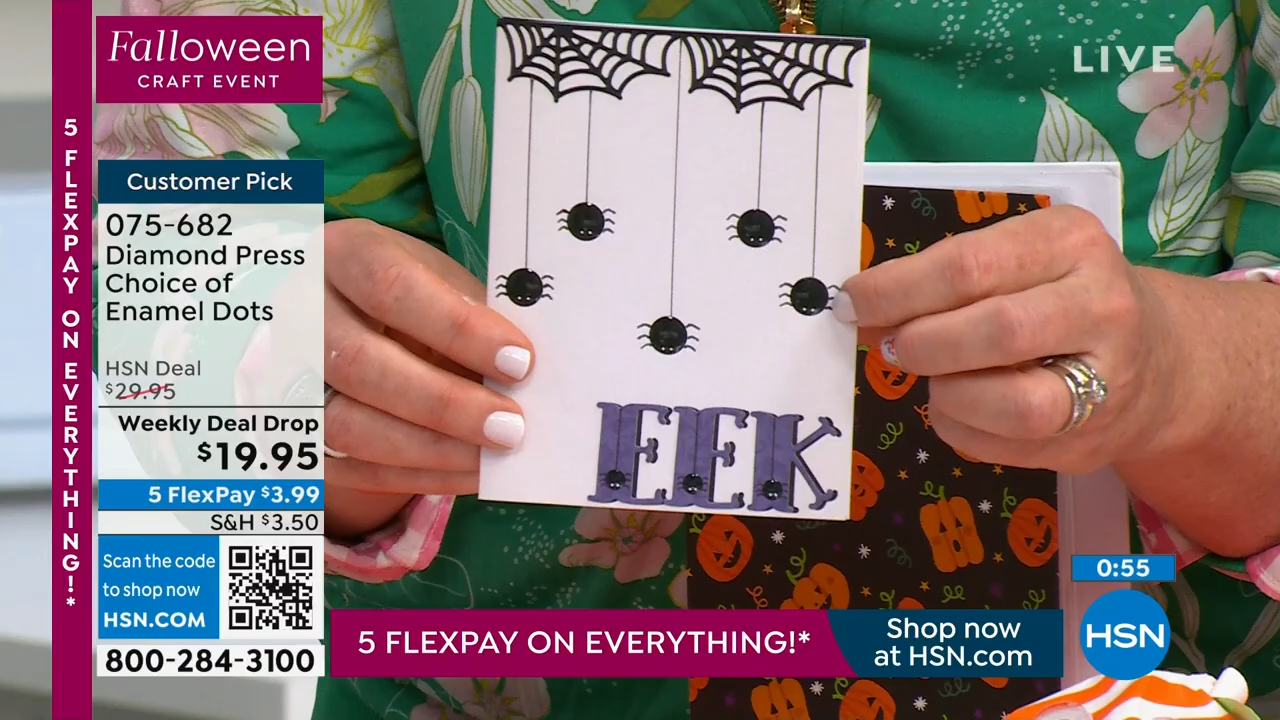 5 FLEXPAY ON EVERYTHING!*
Falloween
CRAFT EVENT
Customer Pick
075-682
Diamond Press
Choice of
Enamel Dots
HSN Deal
$29.95
Weekly Deal Drop
$19.95
5 FlexPay $3.99
S&H $3.50
Scan the code
to shop now
HSN.COM
800-284-3100
LIVE
EEK
0:55
5 FLEXPAY ON EVERYTHING!*
Shop now
at HSN.com
HSN